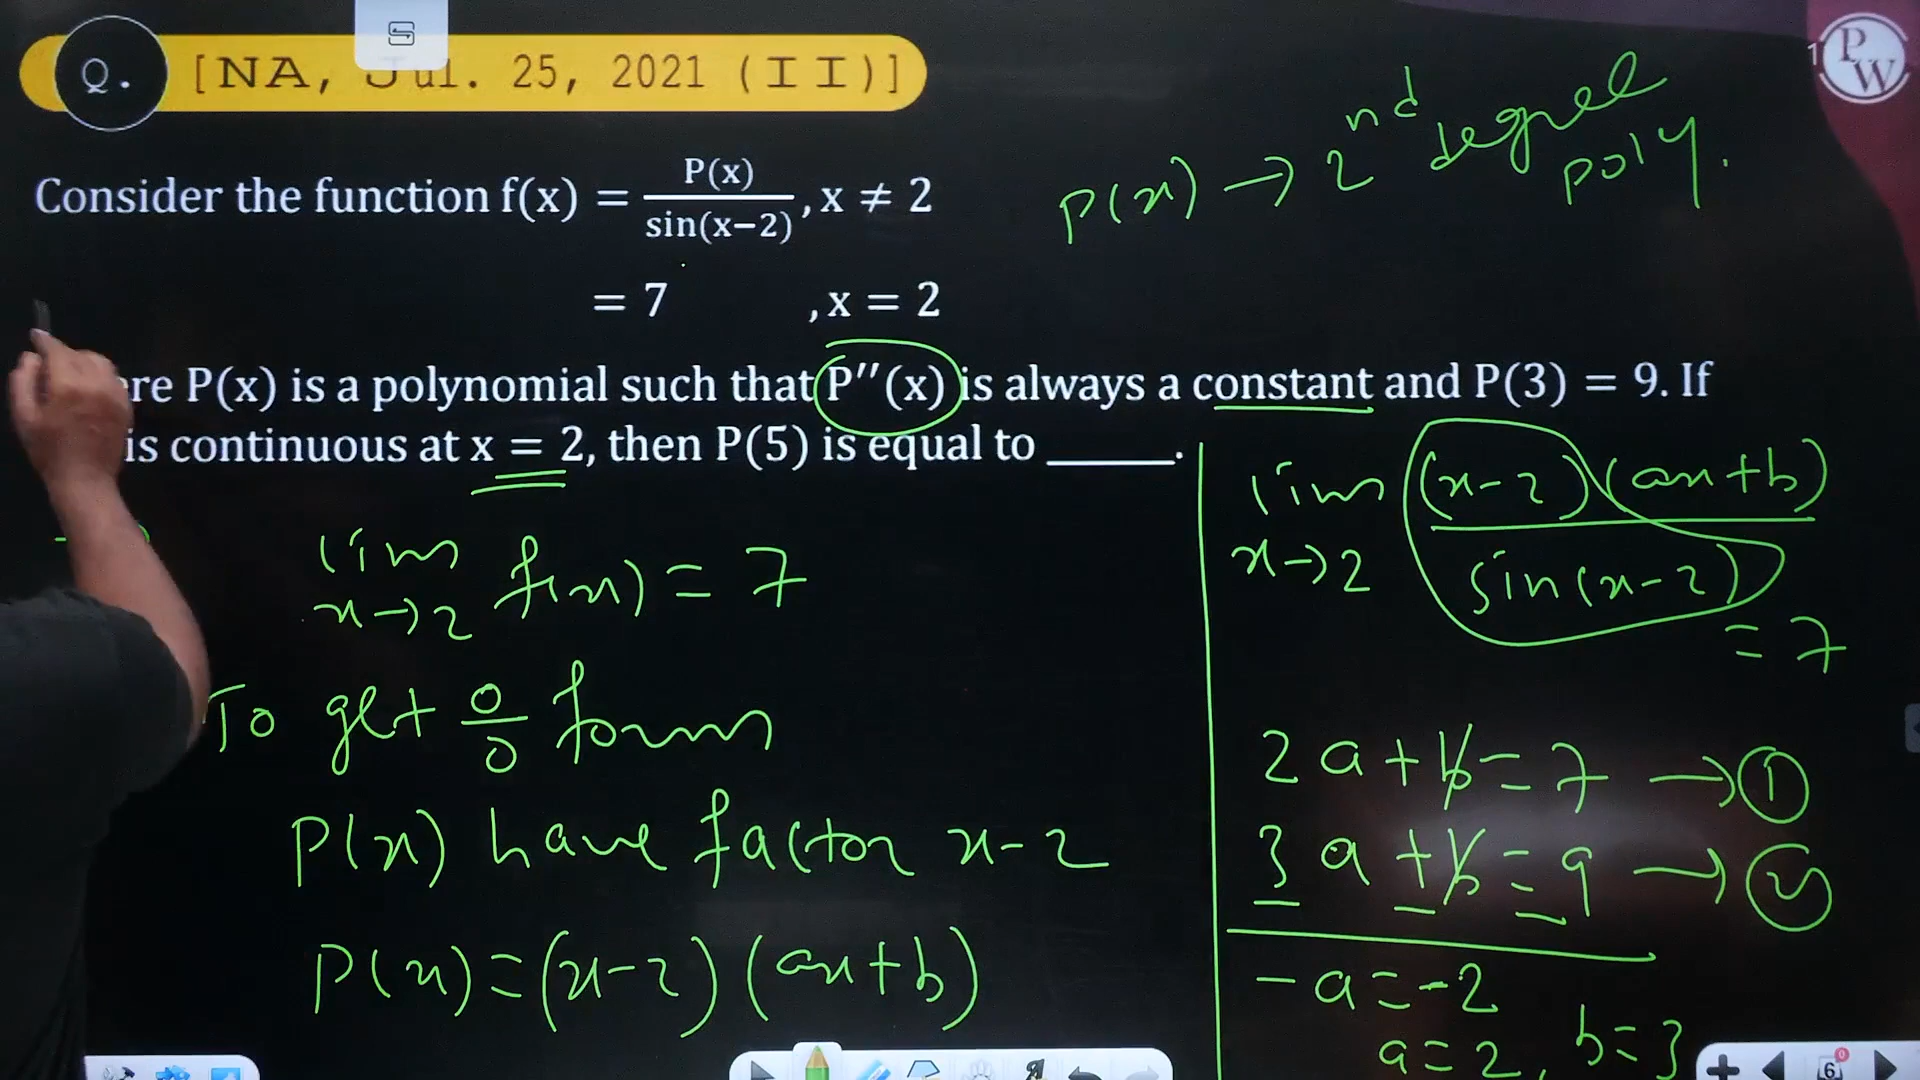 Q. [NA, Jul. 25, 2021 (II)]
PW
P(x) → 2nd degree poly.
Consider the function f(x) = P(x)/sin(x−2), x ≠ 2
= 7 , x = 2
re P(x) is a polynomial such that P″(x) is always a constant and P(3) = 9. If
is continuous at x = 2, then P(5) is equal to ______.
lim x→2 f(x) = 7
To get 0/0 form
P(x) have factor x-2
P(x) = (x-2) (ax+b)
lim x→2 (x-2) (ax+b) / sin(x-2)
= 7
2a + b = 7 → ①
3a + b = 9 → ②
-a = -2
a = 2, b = 3
6